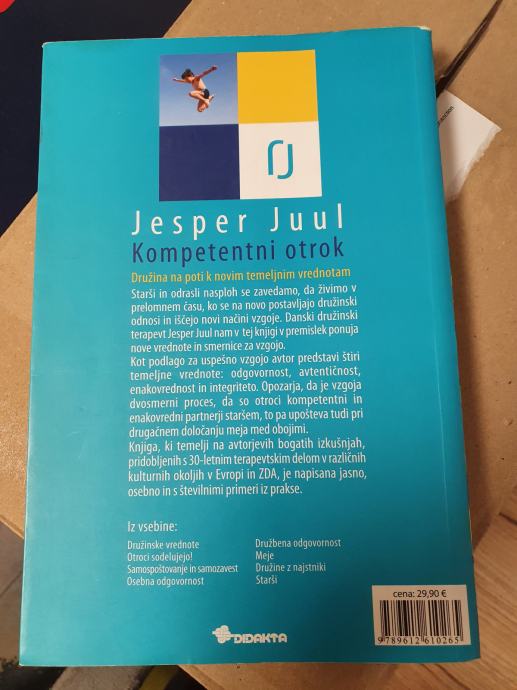 Jesper Juul
Kompetentni otrok
Družina na poti k novim temeljnim vrednotam
Starši in odrasli nasploh se zavedamo, da živimo v
prelomnem času, ko se na novo postavljajo družinski
odnosi in iščejo novi načini vzgoje. Danski družinski
terapevt Jesper Juul nam v tej knjigi v premislek ponuja
nove vrednote in smernice za vzgojo.
Kot podlago za uspešno vzgojo avtor predstavi štiri
temeljne vrednote: odgovornost, avtentičnost,
enakovrednost in integriteto. Opozarja, da je vzgoja
dvosmerni proces, da so otroci kompetentni in
enakovredni partnerji staršem, to pa upošteva tudi pri
drugačnem določanju meja med obojimi.
Knjiga, ki temelji na avtorjevih bogatih izkušnjah,
pridobljenih s 30-letnim terapevtskim delom v različnih
kulturnih okoljih v Evropi in ZDA, je napisana jasno,
osebno in s številnimi primeri iz prakse.
Iz vsebine:
Družinske vrednote
Otroci sodelujejo!
Samospoštovanje in samozavest
Osebna odgovornost
Družbena odgovornost
Meje
Družine z najstniki
Starši
cena: 29,90 €
9789612610265
DIDAKTA